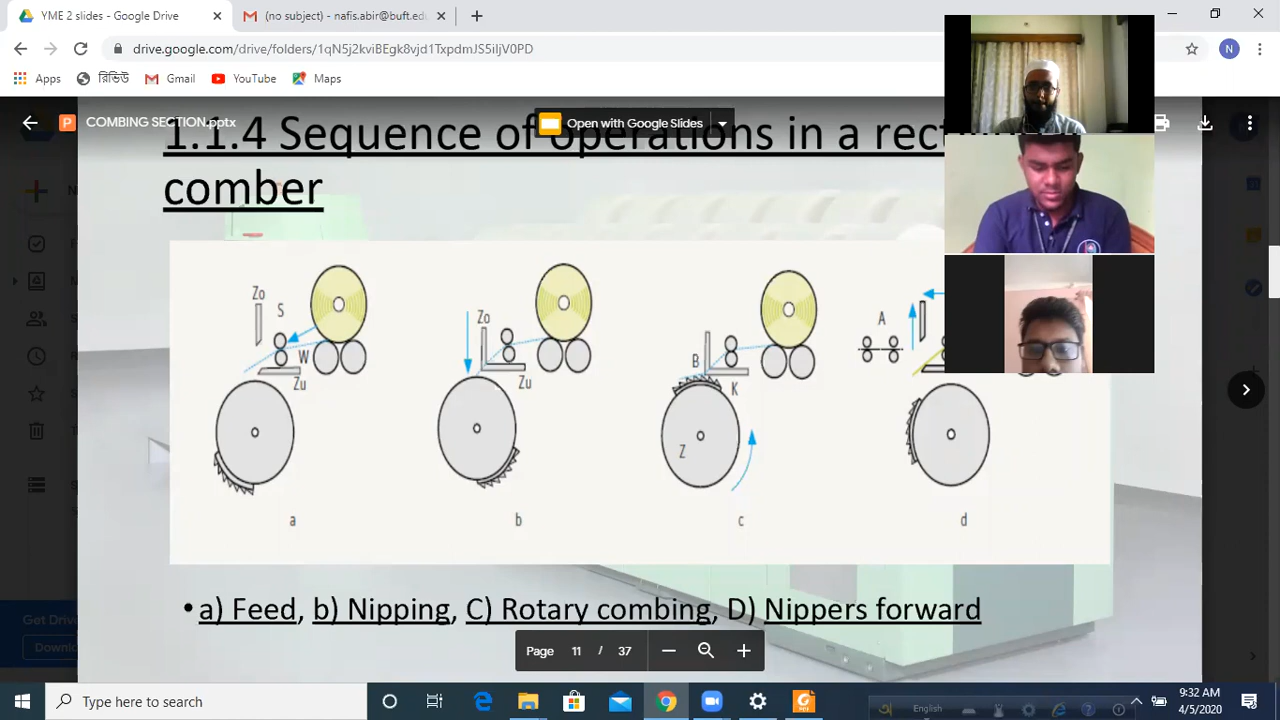 YME 2 slides - Google Drive
(no subject) - nafis.abir@buft.ed
drive.google.com/drive/folders/
N
Apps
রিভিউ
Gmail
YouTube
Maps
P COMBING SECTION.pptx
Open with Google Slides
1.1.4 Sequence of operations in a
comber
Zo S W Zu
Zo Zu
B K Z
A
a b c d
• a) Feed, b) Nipping, C) Rotary combing, D) Nippers forward
Get Drive
Page 11 / 37
Type here to search
English
9:32 AM
4/5/2020